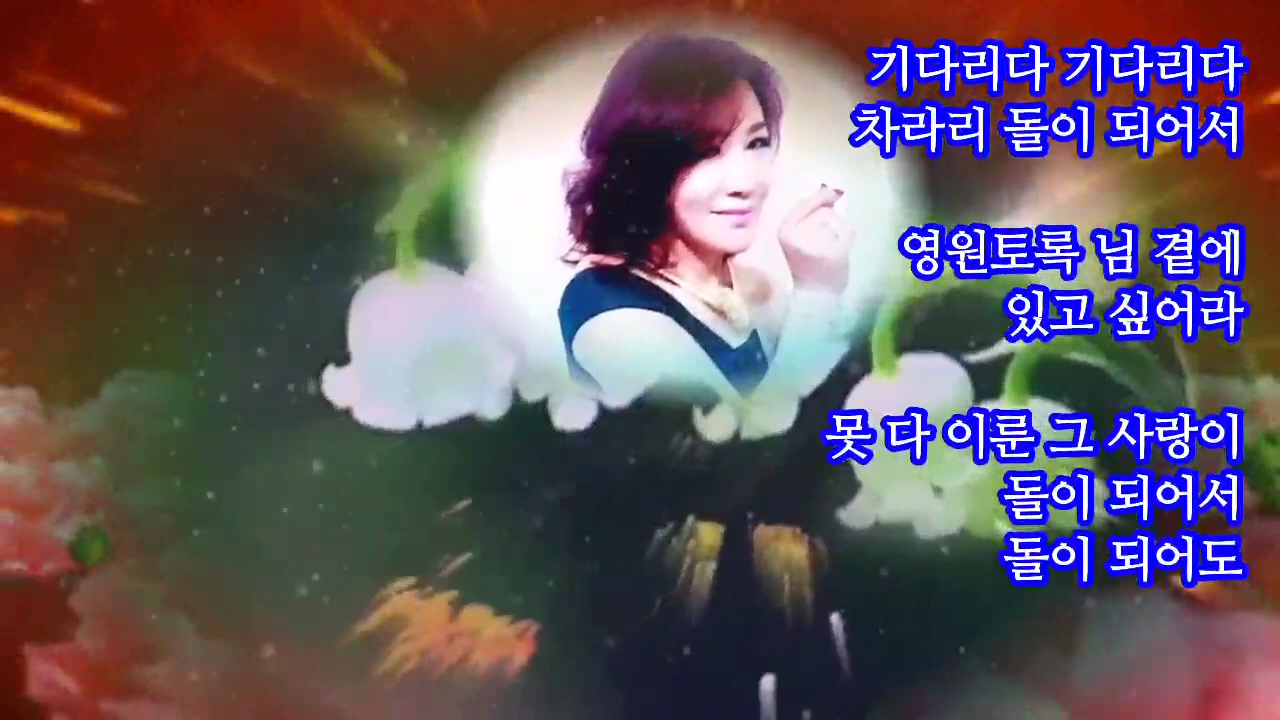 기다리다 기다리다
차라리 돌이 되어서
영원토록 님 곁에
있고 싶어라
못 다 이룬 그 사랑이
돌이 되어서
돌이 되어도